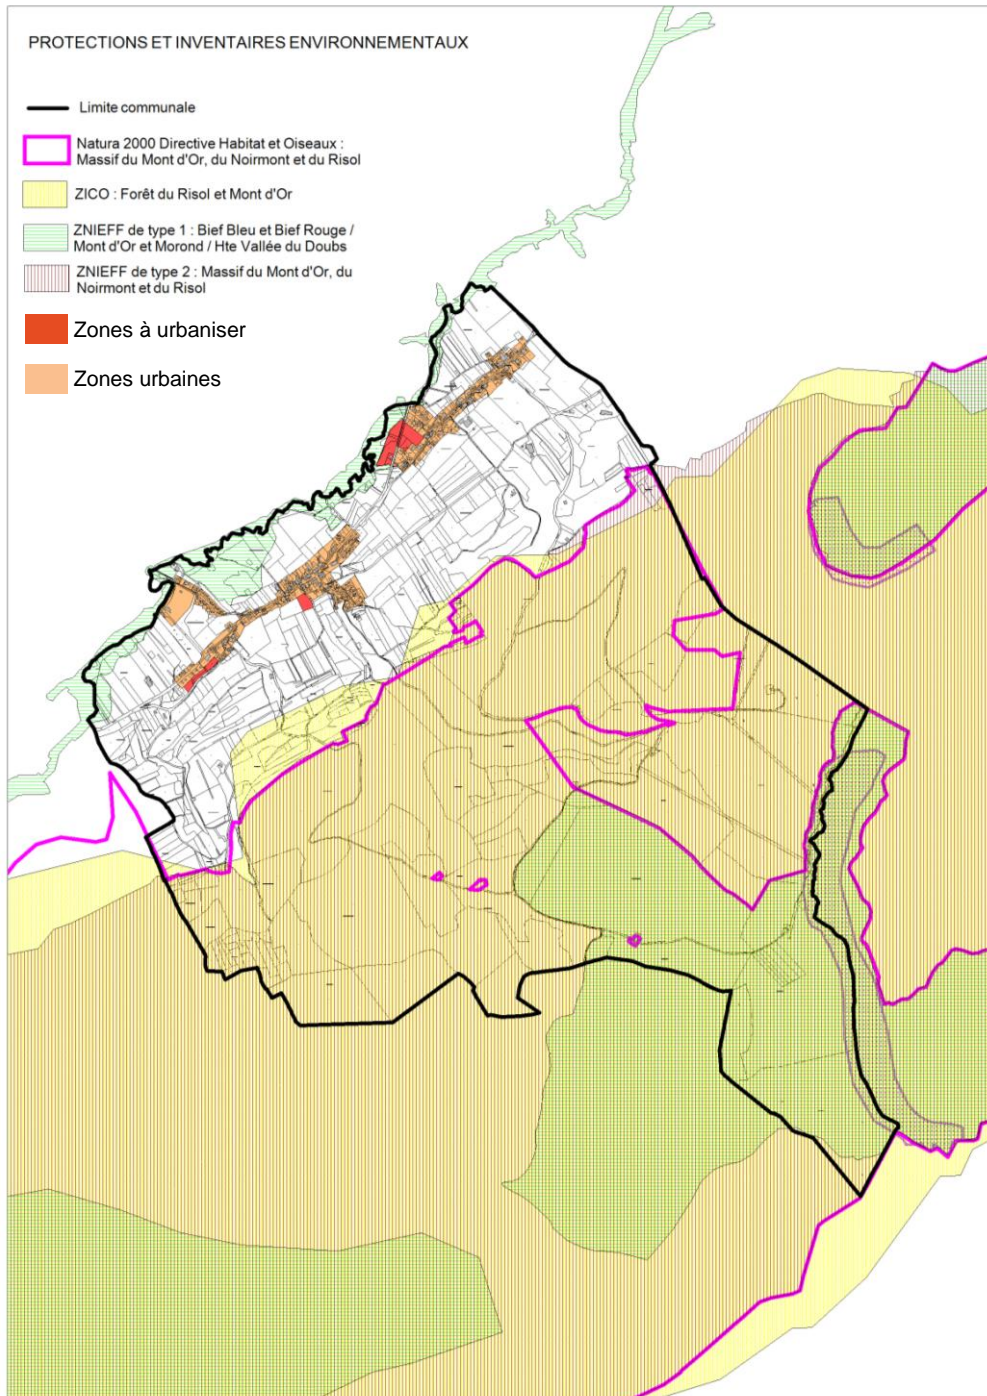 PROTECTIONS ET INVENTAIRES ENVIRONNEMENTAUX
Limite communale
Natura 2000 Directive Habitat et Oiseaux :
Massif du Mont d'Or, du Noirmont et du Risol
ZICO : Forêt du Risol et Mont d'Or
ZNIEFF de type 1 : Bief Bleu et Bief Rouge /
Mont d'Or et Morond / Hte Vallée du Doubs
ZNIEFF de type 2 : Massif du Mont d'Or, du
Noirmont et du Risol
Zones à urbaniser
Zones urbaines